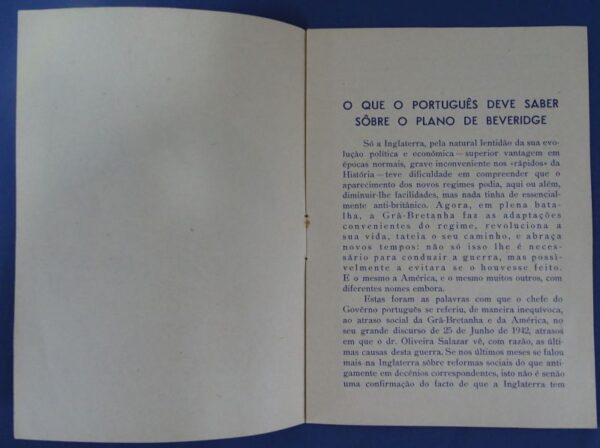 O QUE O PORTUGUÊS DEVE SABER
SÔBRE O PLANO DE BEVERIDGE
Só a Inglaterra, pela natural lentidão da sua evo-
lução política e económica — superior vantagem em
épocas normais, grave inconveniente nos «rápidos» da
História — teve dificuldade em compreender que o
aparecimento dos novos regimes podia, aqui ou além,
diminuir-lhe facilidades, mas nada tinha de essencial-
mente anti-britânico. Agora, em plena bata-
lha, a Grã-Bretanha faz as adaptações
convenientes do regime, revoluciona a
sua vida, tateia o seu caminho, e abraça
novos tempos: não só isso lhe é neces-
sário para conduzir a guerra, mas possi-
velmente a evitara se o houvesse feito.
E o mesmo a América, e o mesmo muitos outros, com
diferentes nomes embora.
Estas foram as palavras com que o chefe do
Govêrno português se referiu, de maneira inequívoca,
ao atraso social da Grã-Bretanha e da América, no
seu grande discurso de 25 de Junho de 1942, atrasos
em que o dr. Oliveira Salazar vê, com razão, as últi-
mas causas desta guerra. Se nos últimos meses se falou
mais na Inglaterra sôbre reformas sociais do que anti-
gamente em decénios correspondentes, isto não é senão
uma confirmação do facto de que a Inglaterra tem